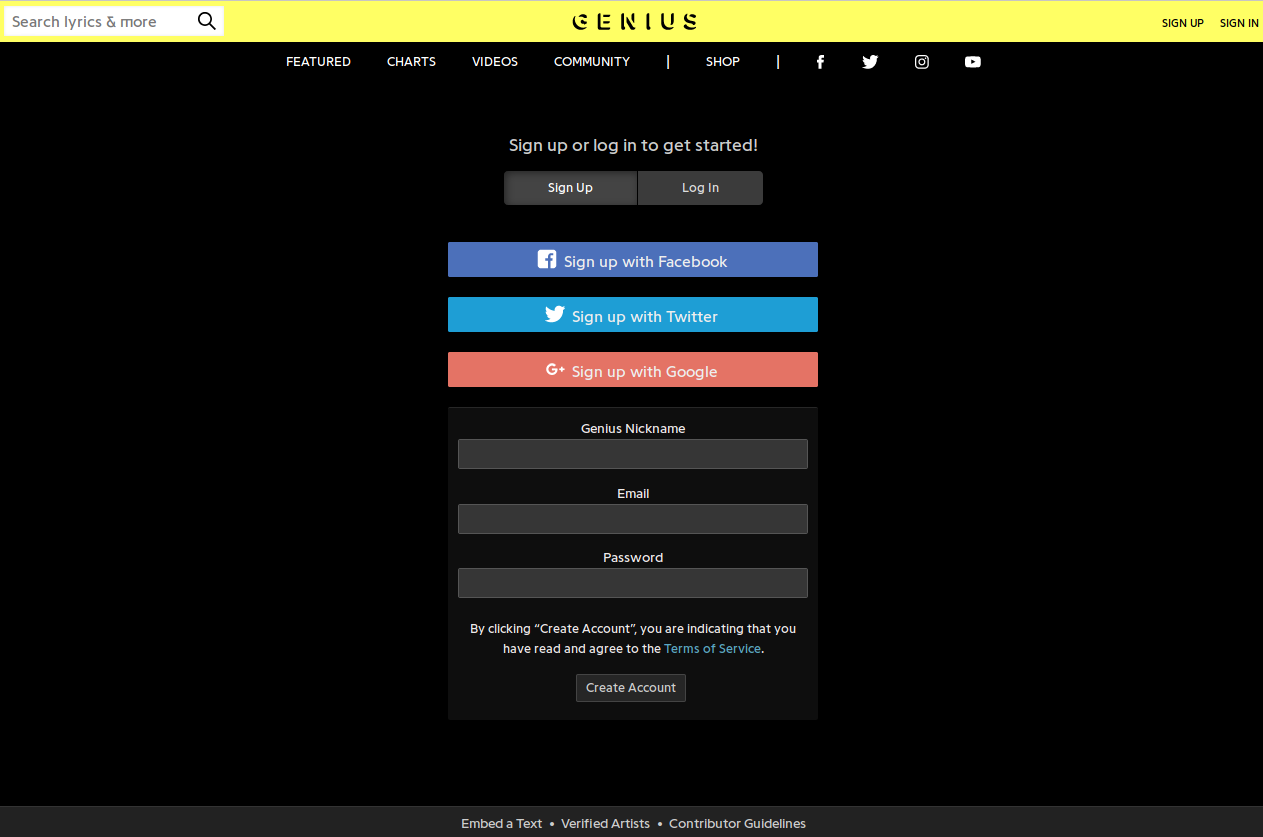 Search lyrics & more
GENIUS
SIGN UP
SIGN IN
FEATURED
CHARTS
VIDEOS
COMMUNITY
SHOP
Sign up or log in to get started!
Sign Up
Log In
Sign up with Facebook
Sign up with Twitter
Sign up with Google
Genius Nickname
Email
Password
By clicking “Create Account”, you are indicating that you
have read and agree to the Terms of Service.
Create Account
Embed a Text • Verified Artists • Contributor Guidelines